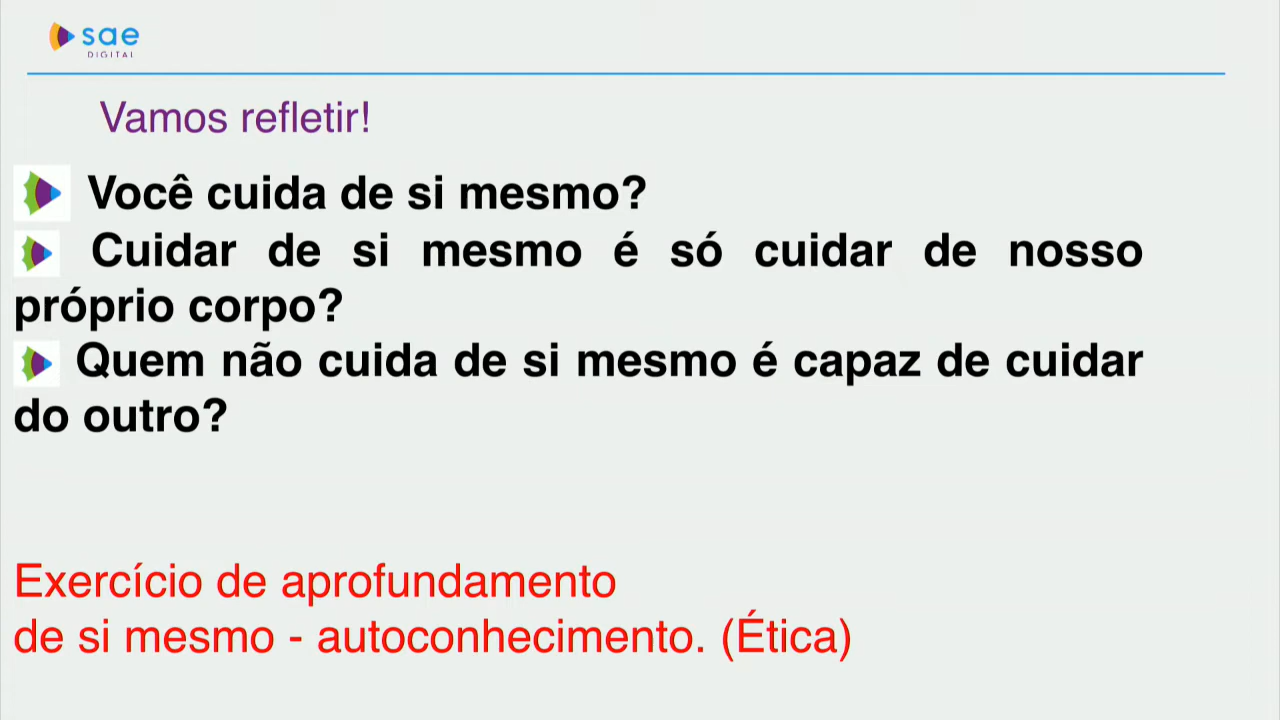 sae
DIGITAL
Vamos refletir!
Você cuida de si mesmo?
Cuidar de si mesmo é só cuidar de nosso
próprio corpo?
Quem não cuida de si mesmo é capaz de cuidar
do outro?
Exercício de aprofundamento
de si mesmo - autoconhecimento. (Ética)